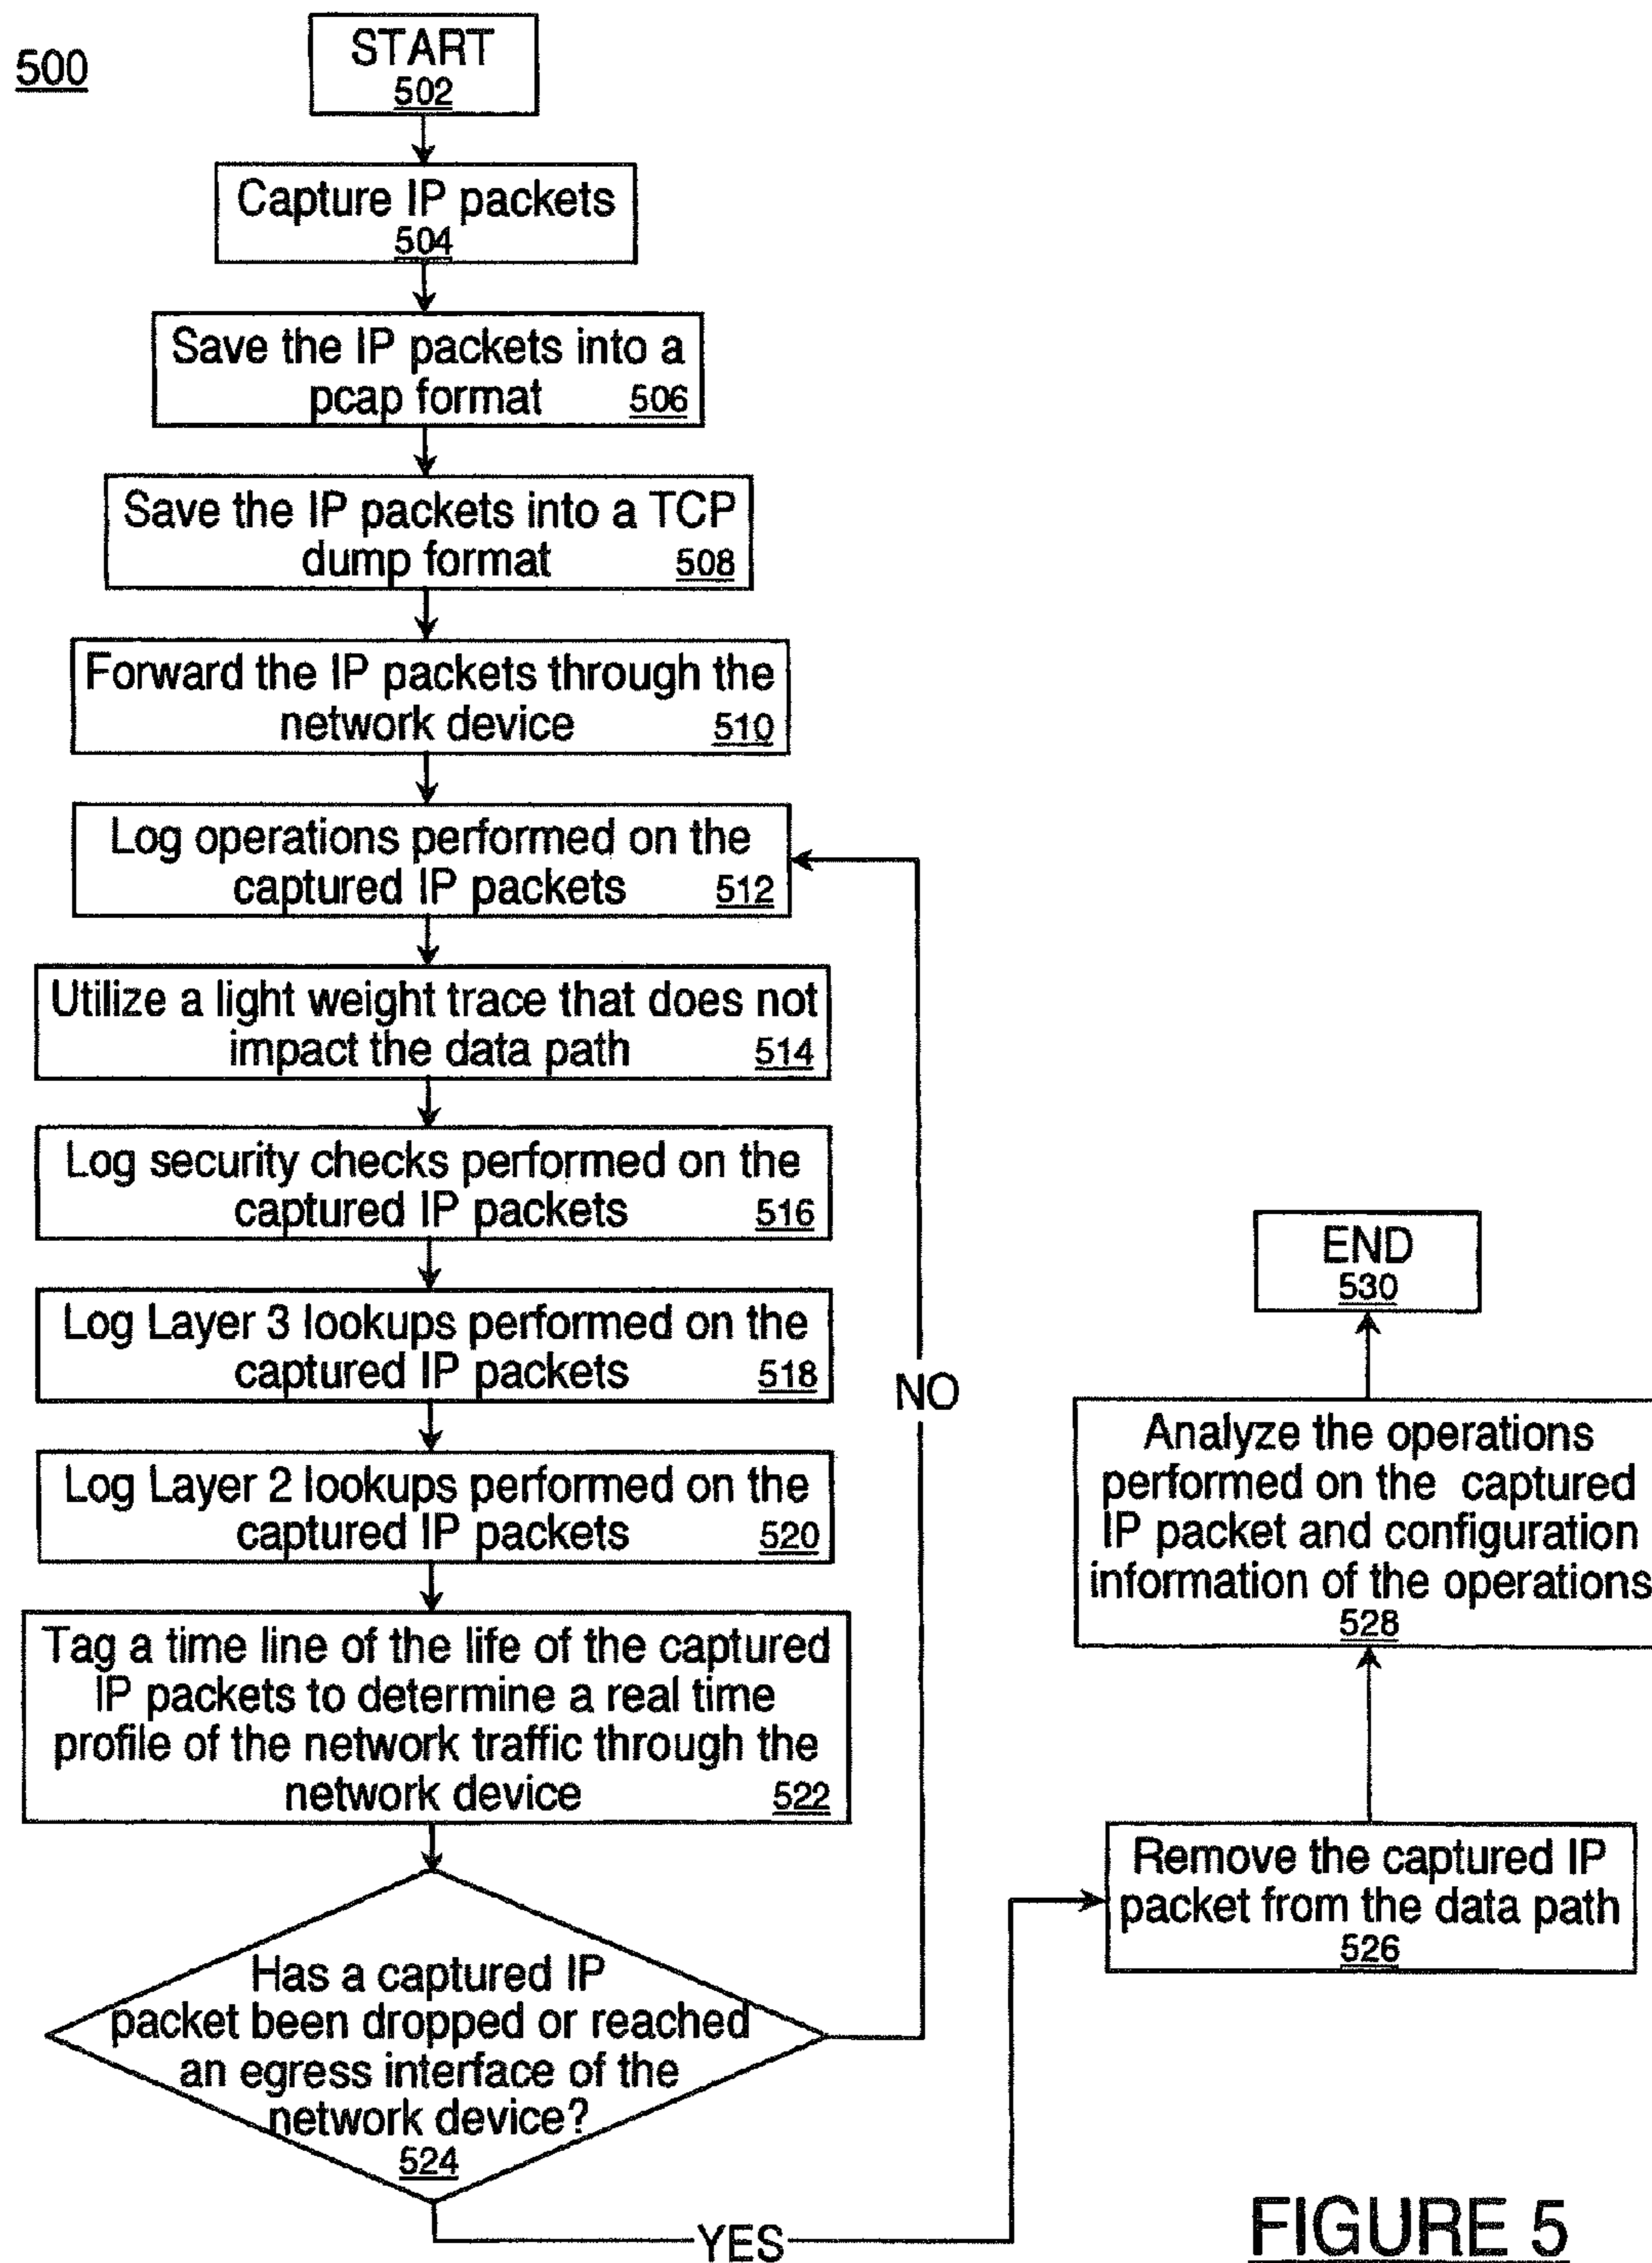 500
START
502
Capture IP packets
504
Save the IP packets into a
pcap format 506
Save the IP packets into a TCP
dump format 508
Forward the IP packets through the
network device 510
Log operations performed on the
captured IP packets 512
Utilize a light weight trace that does not
impact the data path 514
Log security checks performed on the
captured IP packets 516
Log Layer 3 lookups performed on the
captured IP packets 518
Log Layer 2 lookups performed on the
captured IP packets 520
Tag a time line of the life of the captured
IP packets to determine a real time
profile of the network traffic through the
network device 522
Has a captured IP
packet been dropped or reached
an egress interface of the
network device?
524
NO
YES
Remove the captured IP
packet from the data path
526
Analyze the operations
performed on the captured
IP packet and configuration
information of the operations
528
END
530
FIGURE 5